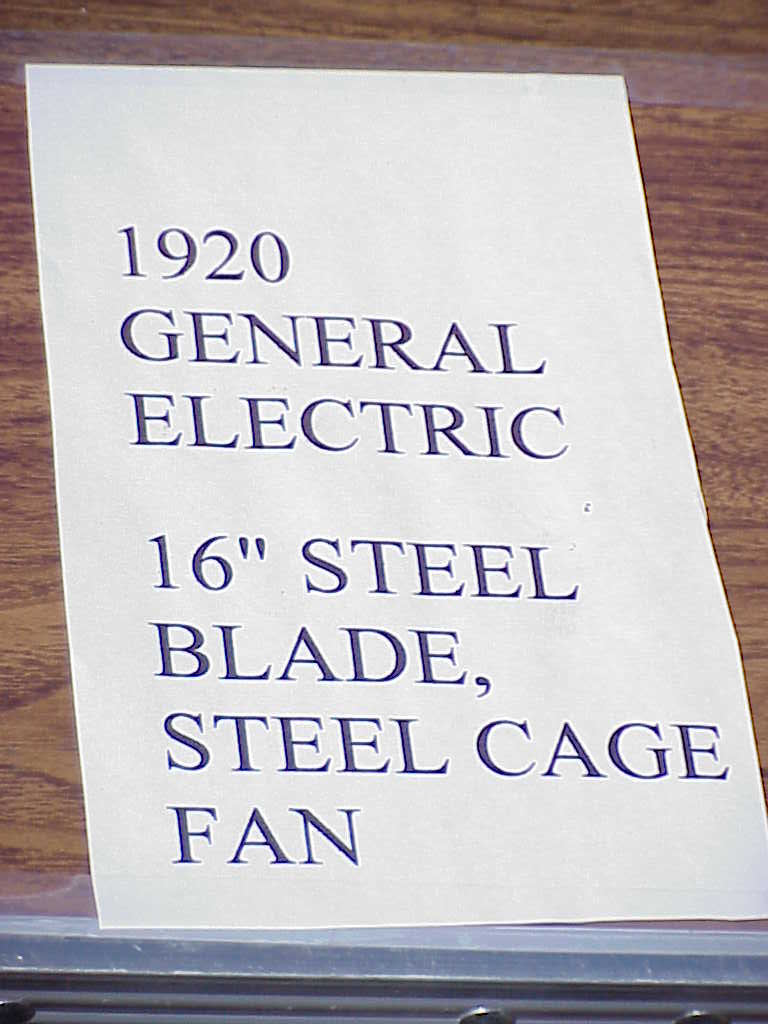 1920
GENERAL
ELECTRIC
16" STEEL
BLADE,
STEEL CAGE
FAN